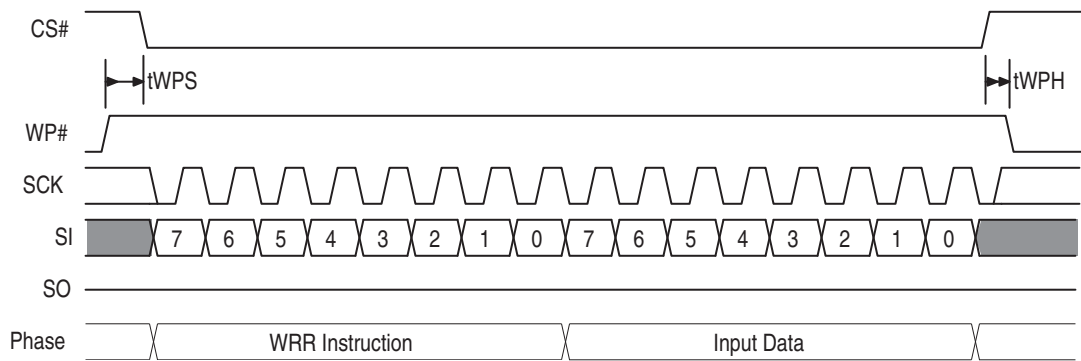 CS#
tWPS
tWPH
WP#
SCK
SI 7 6 5 4 3 2 1 0 7 6 5 4 3 2 1 0
SO
Phase WRR Instruction Input Data